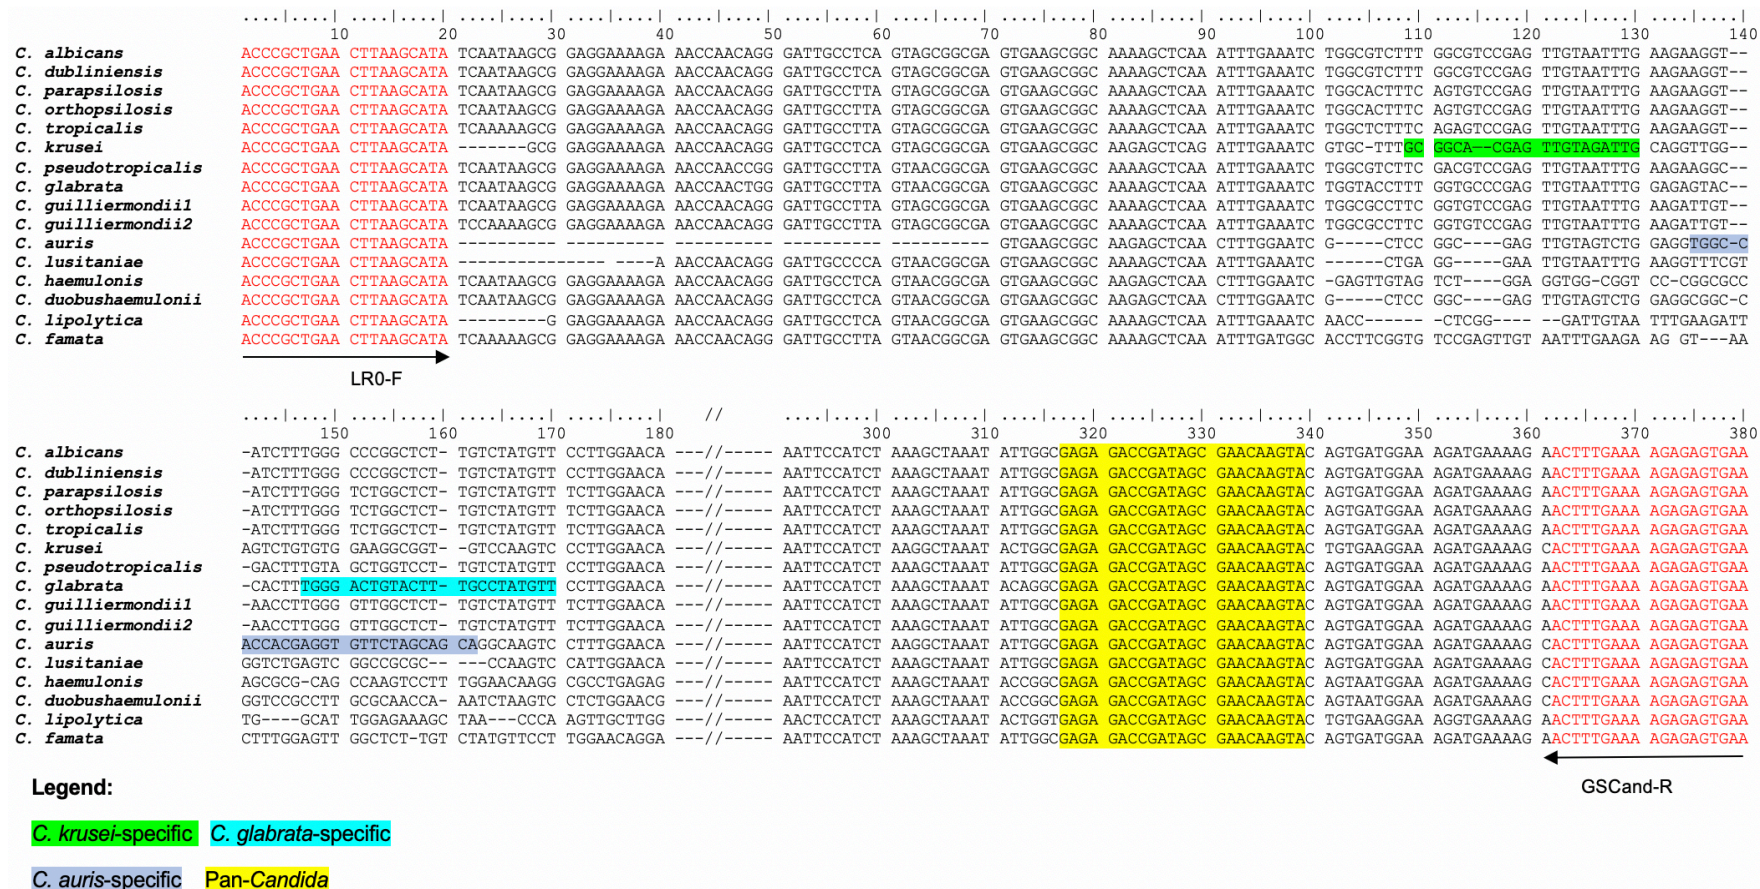 ....|....| ....|....| ....|....| ....|....| ....|....| ....|....| ....|....| ....|....| ....|....| ....|....| ....|....| ....|....| ....|....| ....|....|
10 20 30 40 50 60 70 80 90 100 110 120 130 140
C. albicans ACCCGCTGAA CTTAAGCATA TCAATAAGCG GAGGAAAAGA AACCAACAGG GATTGCCTCA GTAGCGGCGA GTGAAGCGGC AAAAGCTCAA ATTTGAAATC TGGCGTCTTT GGCGTCCGAG TTGTAATTTG AAGAAGGT--
C. dubliniensis ACCCGCTGAA CTTAAGCATA TCAATAAGCG GAGGAAAAGA AACCAACAGG GATTGCCTCA GTAGCGGCGA GTGAAGCGGC AAAAGCTCAA ATTTGAAATC TGGCGTCTTT GGCGTCCGAG TTGTAATTTG AAGAAGGT--
C. parapsilosis ACCCGCTGAA CTTAAGCATA TCAATAAGCG GAGGAAAAGA AACCAACAGG GATTGCCTTA GTAGCGGCGA GTGAAGCGGC AAAAGCTCAA ATTTGAAATC TGGCACTTTC AGTGTCCGAG TTGTAATTTG AAGAAGGT--
C. orthopsilosis ACCCGCTGAA CTTAAGCATA TCAATAAGCG GAGGAAAAGA AACCAACAGG GATTGCCTTA GTAGCGGCGA GTGAAGCGGC AAAAGCTCAA ATTTGAAATC TGGCACTTTC AGTGTCCGAG TTGTAATTTG AAGAAGGT--
C. tropicalis ACCCGCTGAA CTTAAGCATA TCAAAAAGCG GAGGAAAAGA AACCAACAGG GATTGCCTTA GTAGCGGCGA GTGAAGCGGC AAAAGCTCAA ATTTGAAATC TGGCTCTTTC AGAGTCCGAG TTGTAATTTG AAGAAGGT--
C. krusei ACCCGCTGAA CTTAAGCATA -------GCG GAGGAAAAGA AACCAACAGG GATTGCCTCA GTAGCGGCGA GTGAAGCGGC AAGAGCTCAG ATTTGAAATC GTGC-TTTGC GGCA--CGAG TTGTAGATTG CAGGTTGG--
C. pseudotropicalis ACCCGCTGAA CTTAAGCATA TCAATAAGCG GAGGAAAAGA AACCAACCGG GATTGCCTTA GTAACGGCGA GTGAAGCGGC AAAAGCTCAA ATTTGAAATC TGGCGTCTTC GACGTCCGAG TTGTAATTTG AAGAAGGC--
C. glabrata ACCCGCTGAA CTTAAGCATA TCAATAAGCG GAGGAAAAGA AACCAACTGG GATTGCCTTA GTAACGGCGA GTGAAGCGGC AAAAGCTCAA ATTTGAAATC TGGTACCTTT GGTGCCCGAG TTGTAATTTG GAGAGTAC--
C. guilliermondii1 ACCCGCTGAA CTTAAGCATA TCAATAAGCG GAGGAAAAGA AACCAACAGG GATTGCCTTA GTAGCGGCGA GTGAAGCGGC AAAAGCTCAA ATTTGAAATC TGGCGCCTTC GGTGTCCGAG TTGTAATTTG AAGATTGT--
C. guilliermondii2 ACCCGCTGAA CTTAAGCATA TCCAAAAGCG GAGGAAAAGA AACCAACAGG GATTGCCTTA GTAGCGGCGA GTGAAGCGGC AAAAGCTCAA ATTTGAAATC TGGCGCCTTC GGTGTCCGAG TTGTAATTTG AAGATTGT--
C. auris ACCCGCTGAA CTTAAGCATA ---------- ---------- ---------- ---------- ---------- GTGAAGCGGC AAGAGCTCAA CTTTGAAATC G-----CTCC GGC----GAG TTGTAGTCTG GAGGTGGC-C
C. lusitaniae ACCCGCTGAA CTTAAGCATA ---------- ---- ----A AACCAACAGG GATTGCCCCA GTAACGGCGA GTGAAGCGGC AAAAGCTCAA ATTTGAAATC -----CTGA GG----GAA TTGTAATTTG AAGGTTTCGT
C. haemulonis ACCCGCTGAA CTTAAGCATA TCAATAAGCG GAGGAAAAGA AACCAACAGG GATTGCCTCA GTAACGGCGA GTGAAGCGGC AAGAGCTCAA CTTTGGAATC -GAGTTGTAG TCT----GGA GGTGG-CGGT CC-CGGCGCC
C. duobushaemulonii ACCCGCTGAA CTTAAGCATA TCAATAAGCG GAGGAAAAGA AACCAACAGG GATTGCCTCA GTAACGGCGA GTGAAGCGGC AAGAGCTCAA CTTTGGAATC G-----CTCC GGC----GAG TTGTAGTCTG GAGGCGGC-C
C. lipolytica ACCCGCTGAA CTTAAGCATA ---------G GAGGAAAAGA AACCAACAGG GATTGCCTCA GTAACGGCGA GTGAAGCGGC AAAAGCTCAA ATTTGAAATC AACC------ -CTCGG---- -GATTGTAA TTTGAAGATT
C. famata ACCCGCTGAA CTTAAGCATA TCAAAAAGCG GAGGAAAAGA AACCAACAGG GATTGCCTTA GTAACGGCGA GTGAAGCGGC AAAAGCTCAA ATTTGATGGC ACCTTCGGTG TCCGAGTTGT AATTTGAAGA AG GT---AA
LR0-F
....|....| ....|....| ....|....| ....|....| // ....|....| ....|....| ....|....| ....|....| ....|....| ....|....| ....|....| ....|....| ....|....|
150 160 170 180 300 310 320 330 340 350 360 370 380
C. albicans -ATCTTTGGG CCCGGCTCT- TGTCTATGTT CCTTGGAACA ---//----- AATTCCATCT AAAGCTAAAT ATTGGCGAGA GACCGATAGC GAACAAGTAC AGTGATGGAA AGATGAAAAG AACTTTGAAA AGAGAGTGAA
C. dubliniensis -ATCTTTGGG CCCGGCTCT- TGTCTATGTT CCTTGGAACA ---//----- AATTCCATCT AAAGCTAAAT ATTGGCGAGA GACCGATAGC GAACAAGTAC AGTGATGGAA AGATGAAAAG AACTTTGAAA AGAGAGTGAA
C. parapsilosis -ATCTTTGGG TCTGGCTCT- TGTCTATGTT TCTTGGAACA ---//----- AATTCCATCT AAAGCTAAAT ATTGGCGAGA GACCGATAGC GAACAAGTAC AGTGATGGAA AGATGAAAAG AACTTTGAAA AGAGAGTGAA
C. orthopsilosis -ATCTTTGGG TCTGGCTCT- TGTCTATGTT TCTTGGAACA ---//----- AATTCCATCT AAAGCTAAAT ATTGGCGAGA GACCGATAGC GAACAAGTAC AGTGATGGAA AGATGAAAAG AACTTTGAAA AGAGAGTGAA
C. tropicalis -ATCTTTGGG TCTGGCTCT- TGTCTATGTT TCTTGGAACA ---//----- AATTCCATCT AAAGCTAAAT ATTGGCGAGA GACCGATAGC GAACAAGTAC AGTGATGGAA AGATGAAAAG AACTTTGAAA AGAGAGTGAA
C. krusei AGTCTGTGTG GAAGGCGGT- -GTCCAAGTC CCTTGGAACA ---//----- AATTCCATCT AAGGCTAAAT ACTGGCGAGA GACCGATAGC GAACAAGTAC TGTGAAGGAA AGATGAAAAG CACTTTGAAA AGAGAGTGAA
C. pseudotropicalis -GACTTTGTA GCTGGTCCT- TGTCTATGTT CCTTGGAACA ---//----- AATTCCATCT AAAGCTAAAT ATTGGCGAGA GACCGATAGC GAACAAGTAC AGTGATGGAA AGATGAAAAG AACTTTGAAA AGAGAGTGAA
C. glabrata -CACTTTGGG ACTGTACTT- TGCCTATGTT CCTTGGAACA ---//----- AATTCCATCT AAAGCTAAAT ACAGGCGAGA GACCGATAGC GAACAAGTAC AGTGATGGAA AGATGAAAAG AACTTTGAAA AGAGAGTGAA
C. guilliermondii1 -AACCTTGGG GTTGGCTCT- TGTCTATGTT TCTTGGAACA ---//----- AATTCCATCT AAAGCTAAAT ATTGGCGAGA GACCGATAGC GAACAAGTAC AGTGATGGAA AGATGAAAAG AACTTTGAAA AGAGAGTGAA
C. guilliermondii2 -AACCTTGGG GTTGGCTCT- TGTCTATGTT TCTTGGAACA ---//----- AATTCCATCT AAAGCTAAAT ATTGGCGAGA GACCGATAGC GAACAAGTAC AGTGATGGAA AGATGAAAAG AACTTTGAAA AGAGAGTGAA
C. auris ACCACGAGGT GTTCTAGCAG CAGGCAAGTC CTTTGGAACA ---//----- AATTCCATCT AAGGCTAAAT ATTGGCGAGA GACCGATAGC GAACAAGTAC AGTGATGGAA AGATGAAAAG CACTTTGAAA AGAGAGTGAA
C. lusitaniae GGTCTGAGTC GGCCGCGC-- ---CCAAGTC CATTGGAACA ---//----- AATTCCATCT AAAGCTAAAT ATTGGCGAGA GACCGATAGC GAACAAGTAC AGTGATGGAA AGATGAAAAG CACTTTGAAA AGAGAGTGAA
C. haemulonis AGCGCG-CAG CCAAGTCCTT TGGAACAAGG CGCCTGAGAG ---//----- AATTCCATCT AAAGCTAAAT ACCGGCGAGA GACCGATAGC GAACAAGTAC AGTAATGGAA AGATGAAAAG CACTTTGAAA AGAGAGTGAA
C. duobushaemulonii GGTCCGCCTT GCGCAACCA- AATCTAAGTC CTCTGGAACG ---//----- AATTCCATCT AAAGCTAAAT ACCGGCGAGA GACCGATAGC GAACAAGTAC AGTAATGGAA AGATGAAAAG CACTTTGAAA AGAGAGTGAA
C. lipolytica TG----GCAT TGGAGAAAGC TAA---CCCA AGTTGCTTGG ---//----- AACTCCATCT AAAGCTAAAT ACTGGTGAGA GACCGATAGC GAACAAGTAC TGTGAAGGAA AGGTGAAAAG AACTTTGAAA AGAGAGTGAA
C. famata CTTTGGAGTT GGCTCT-TGT CTATGTTCCT TGGAACAGGA ---//----- AATTCCATCT AAAGCTAAAT ATTGGCGAGA GACCGATAGC GAACAAGTAC AGTGATGGAA AGATGAAAAG AACTTTGAAA AGAGAGTGAA
GSCand-R
Legend:
C. krusei-specific C. glabrata-specific
C. auris-specific Pan-Candida